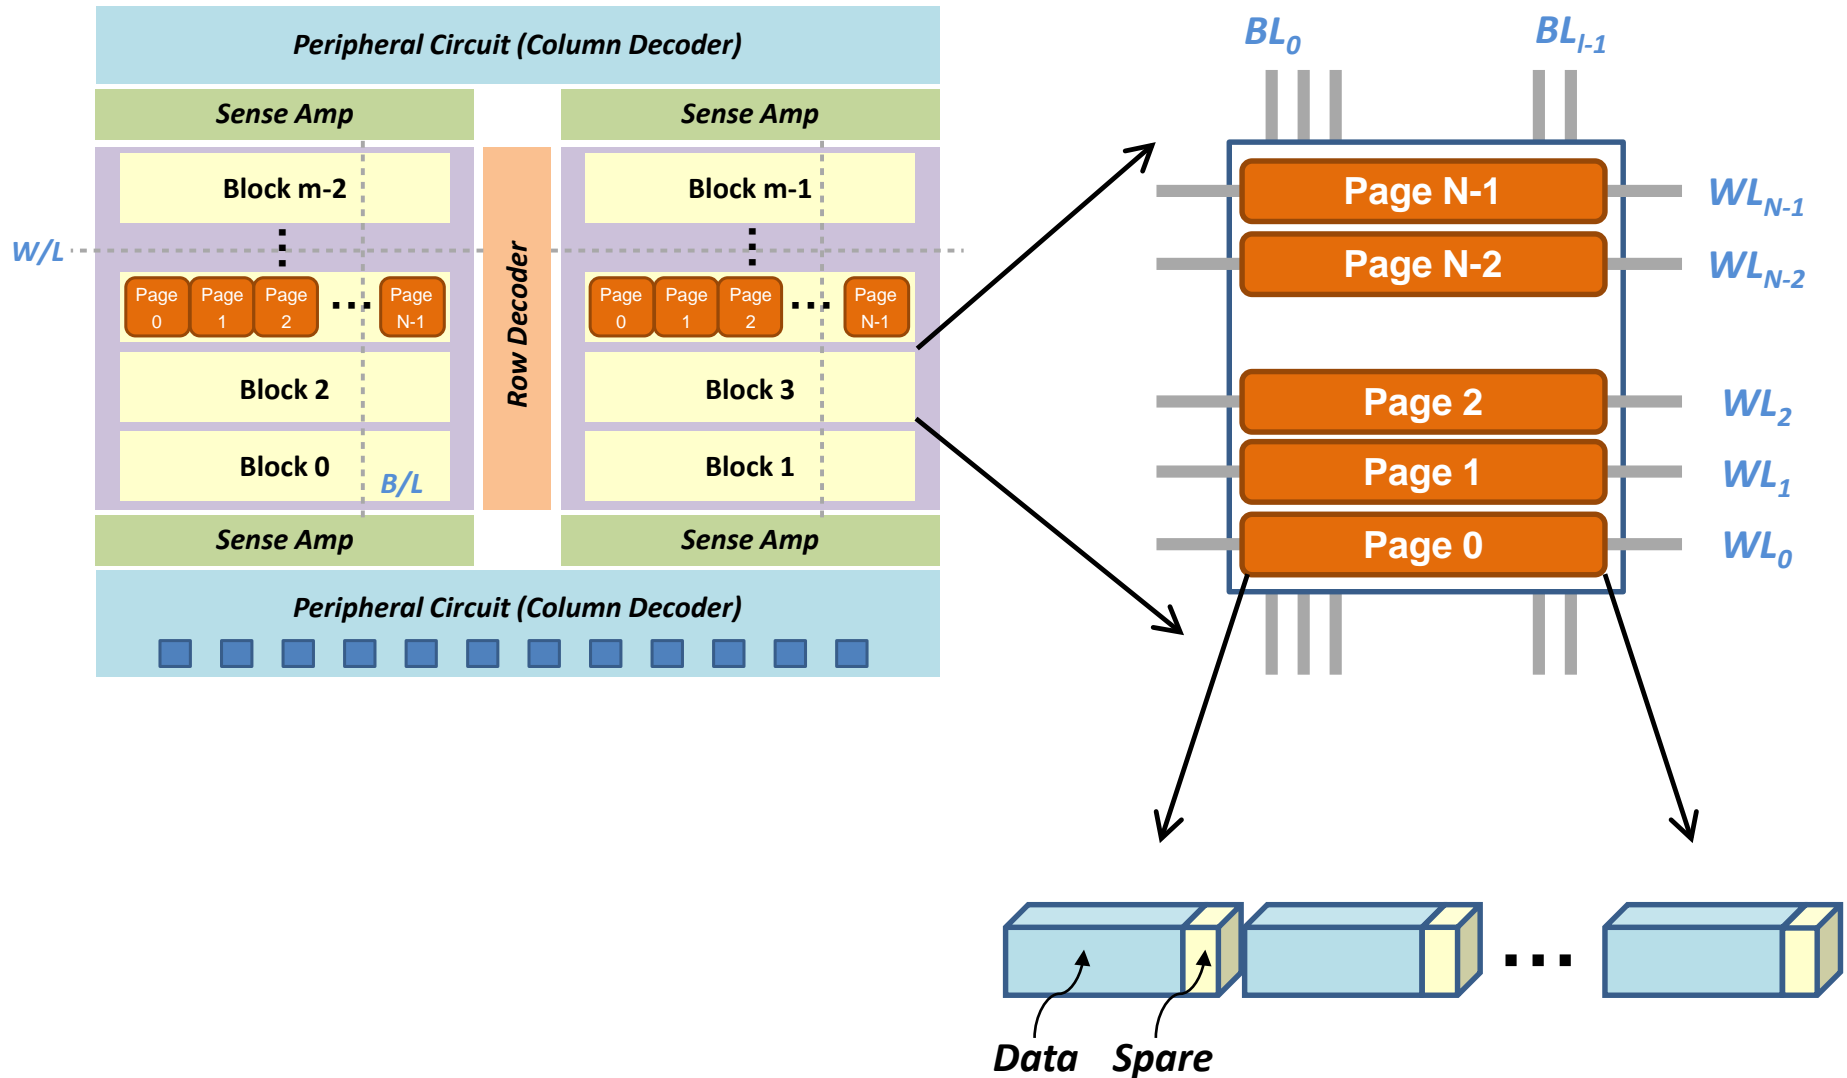 Peripheral Circuit (Column Decoder)
Sense Amp
Sense Amp
Block m-2
Block m-1
W/L
Row Decoder
Page 0
Page 1
Page 2
...
Page N-1
Page 0
Page 1
Page 2
...
Page N-1
Block 2
Block 3
Block 0
Block 1
B/L
Sense Amp
Sense Amp
Peripheral Circuit (Column Decoder)
BL0
BLl-1
Page N-1
WLN-1
Page N-2
WLN-2
Page 2
WL2
Page 1
WL1
Page 0
WL0
...
Data
Spare